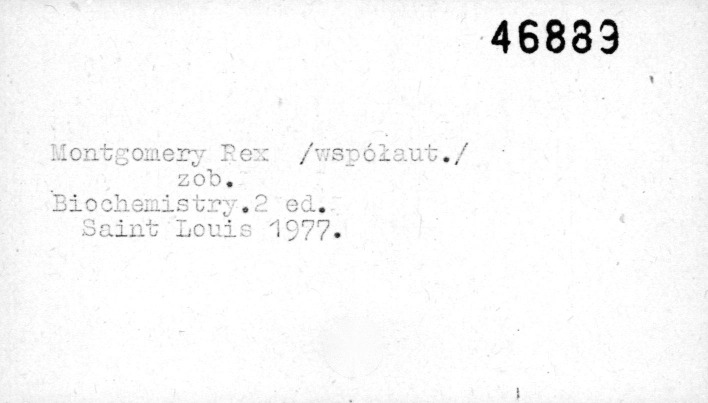 46889
Montgomery Rex /współaut./
zob.
Biochemistry.2 ed.
Saint Louis 1977.